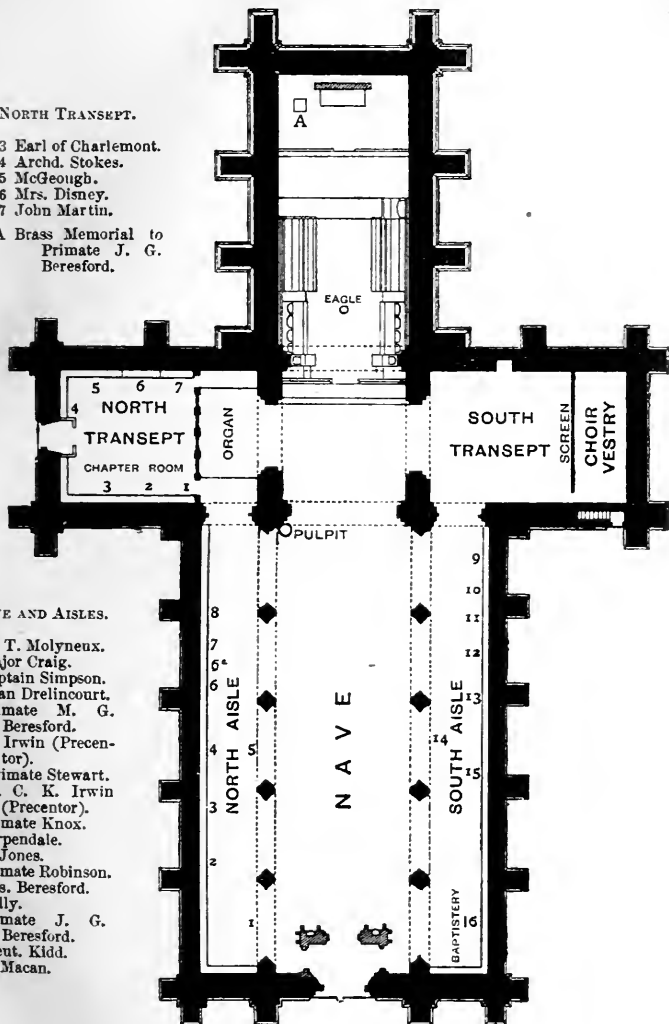 NORTH TRANSEPT.
3 Earl of Charlemont.
4 Archd. Stokes.
5 McGeough.
6 Mrs. Disney.
7 John Martin.
A Brass Memorial to
Primate J. G.
Beresford.
A
EAGLE
5 6 7
4
NORTH
TRANSEPT
CHAPTER ROOM
3 2 1
ORGAN
SOUTH
TRANSEPT
SCREEN
CHOIR
VESTRY
PULPIT
E AND AISLES.
T. Molyneux.
jor Craig.
ptain Simpson.
an Drelincourt.
mate M. G.
Beresford.
Irwin (Precen-
tor).
imate Stewart.
. C. K. Irwin
(Precentor).
mate Knox.
rpendale.
Jones.
mate Robinson.
s. Beresford.
lly.
mate J. G.
Beresford.
eut. Kidd.
Macan.
8
7
6a
6
4
5
3
2
1
NORTH AISLE
NAVE
9
10
11
12
13
14
15
16
SOUTH AISLE
BAPTISTERY